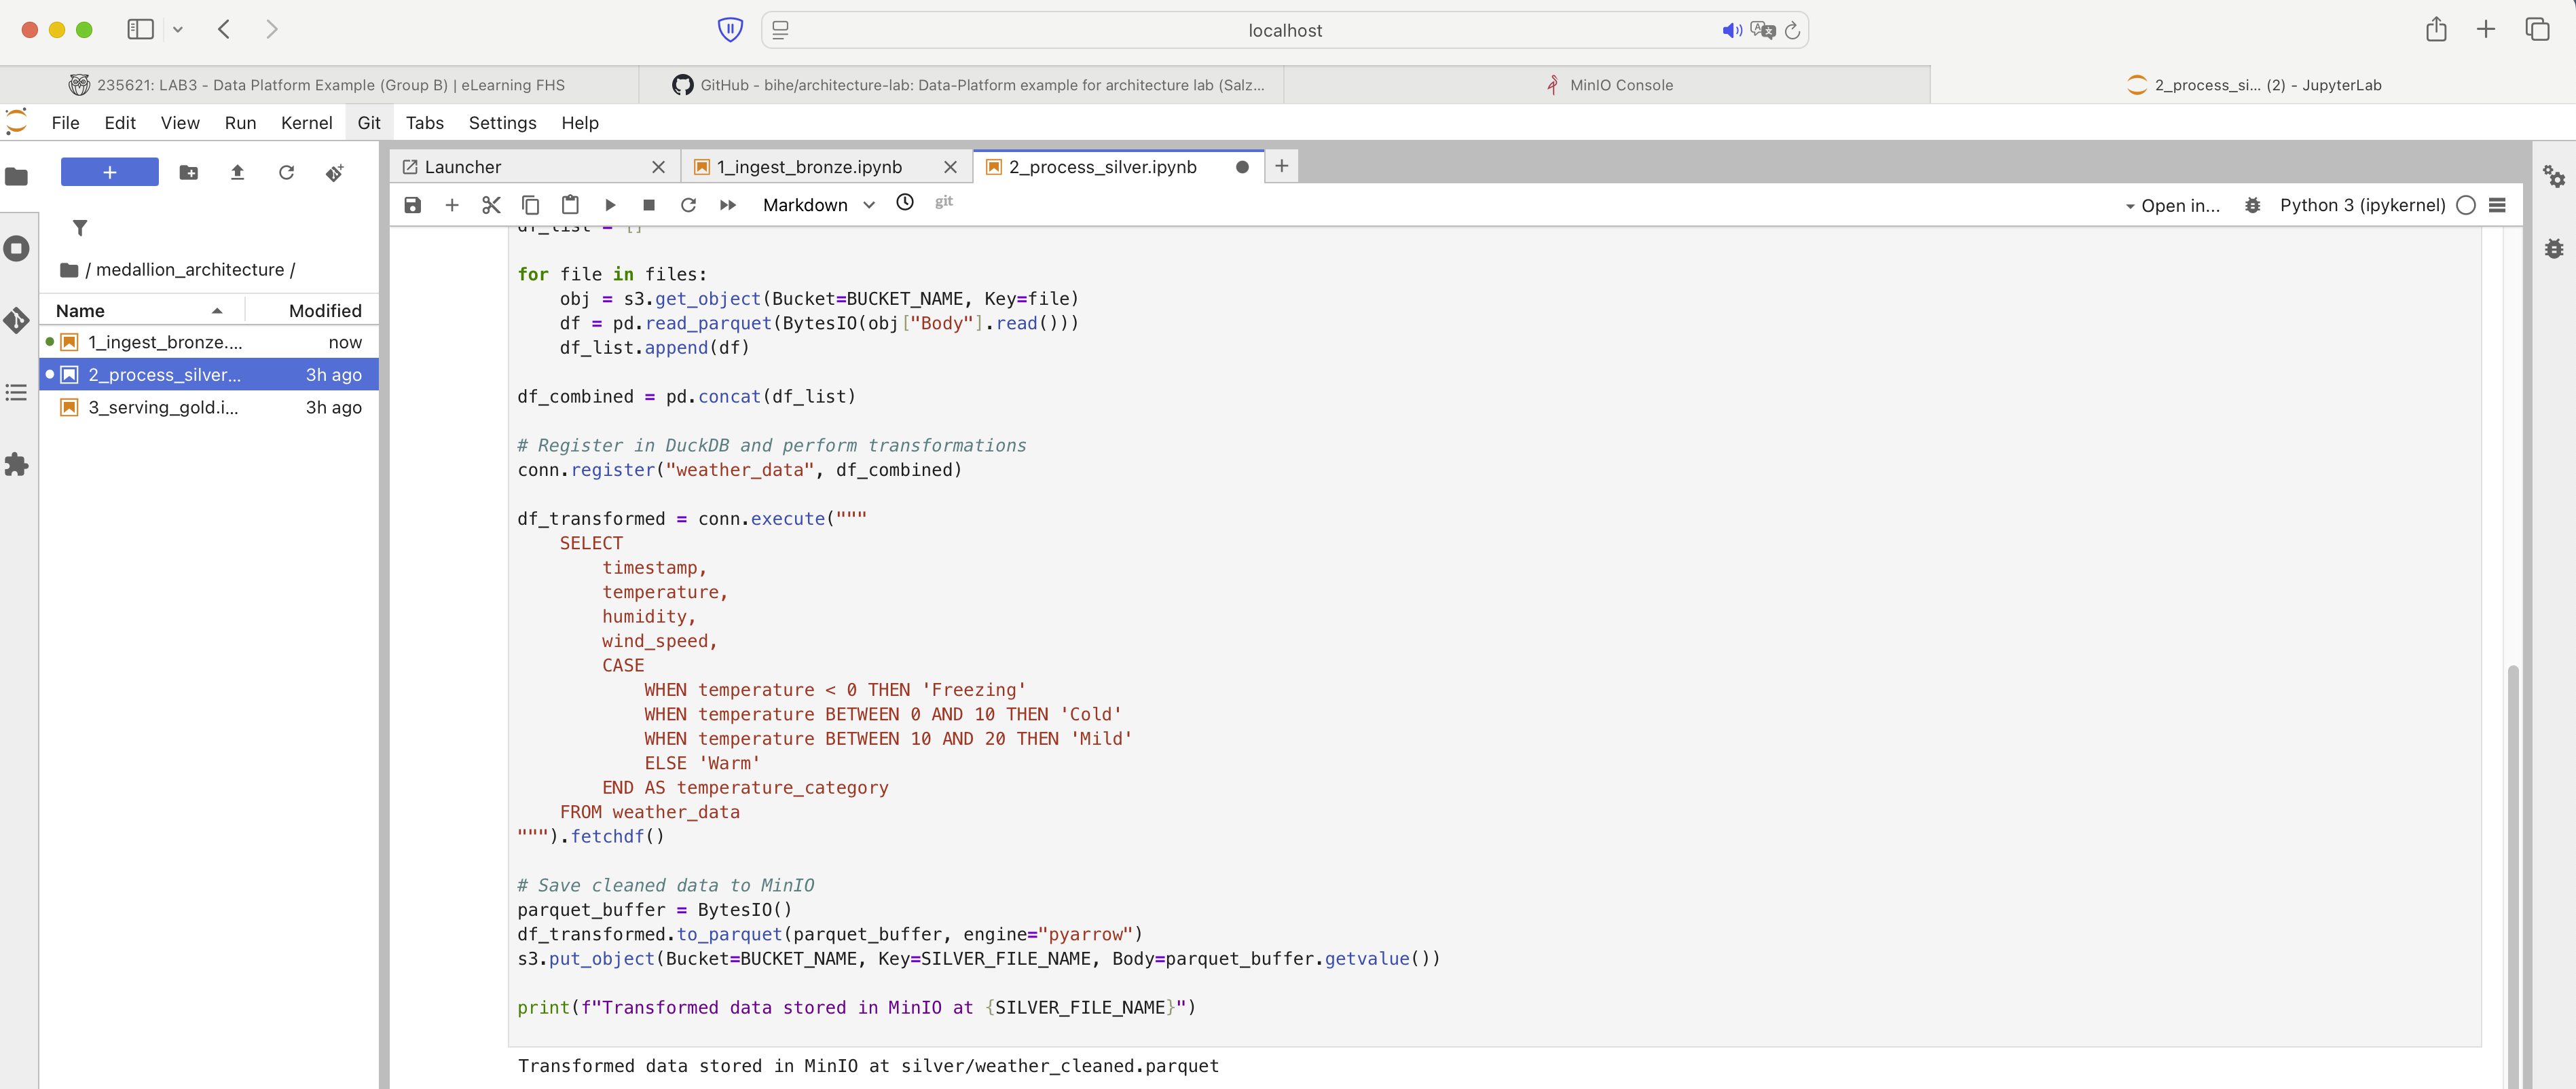 localhost
235621: LAB3 - Data Platform Example (Group B) | eLearning FHS
GitHub - bihe/architecture-lab: Data-Platform example for architecture lab (Salz...
MinIO Console
2_process_si... (2) - JupyterLab
File Edit View Run Kernel Git Tabs Settings Help
Launcher
1_ingest_bronze.ipynb
2_process_silver.ipynb
Markdown
git
Open in...
Python 3 (ipykernel)
/ medallion_architecture /
Name Modified
1_ingest_bronze.... now
2_process_silver... 3h ago
3_serving_gold.i... 3h ago
df_list = []
for file in files:
    obj = s3.get_object(Bucket=BUCKET_NAME, Key=file)
    df = pd.read_parquet(BytesIO(obj["Body"].read()))
    df_list.append(df)
df_combined = pd.concat(df_list)
# Register in DuckDB and perform transformations
conn.register("weather_data", df_combined)
df_transformed = conn.execute("""
    SELECT
        timestamp,
        temperature,
        humidity,
        wind_speed,
        CASE
            WHEN temperature < 0 THEN 'Freezing'
            WHEN temperature BETWEEN 0 AND 10 THEN 'Cold'
            WHEN temperature BETWEEN 10 AND 20 THEN 'Mild'
            ELSE 'Warm'
        END AS temperature_category
    FROM weather_data
""").fetchdf()
# Save cleaned data to MinIO
parquet_buffer = BytesIO()
df_transformed.to_parquet(parquet_buffer, engine="pyarrow")
s3.put_object(Bucket=BUCKET_NAME, Key=SILVER_FILE_NAME, Body=parquet_buffer.getvalue())
print(f"Transformed data stored in MinIO at {SILVER_FILE_NAME}")
Transformed data stored in MinIO at silver/weather_cleaned.parquet